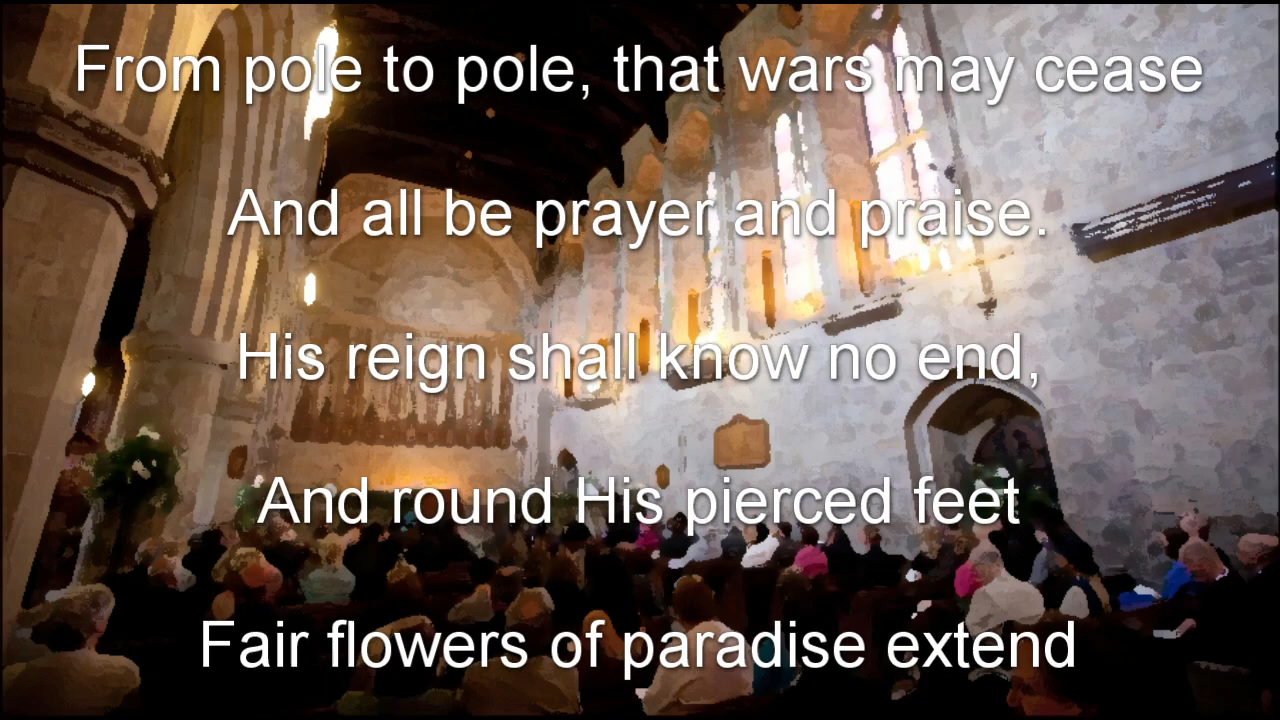 From pole to pole, that wars may cease
And all be prayer and praise.
His reign shall know no end,
And round His pierced feet
Fair flowers of paradise extend